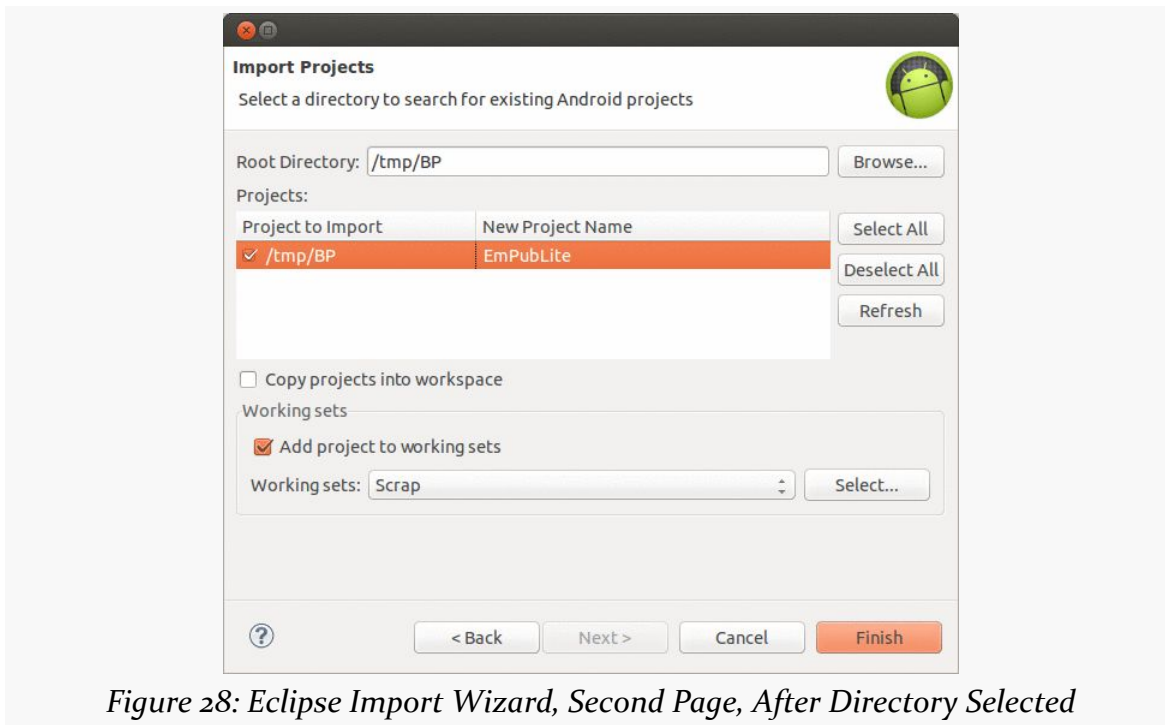 Import Projects
Select a directory to search for existing Android projects
Root Directory: /tmp/BP Browse...
Projects:
Project to Import New Project Name Select All
/tmp/BP EmPubLite
Deselect All
Refresh
Copy projects into workspace
Working sets
Add project to working sets
Working sets: Scrap Select...
? < Back Next > Cancel Finish
Figure 28: Eclipse Import Wizard, Second Page, After Directory Selected